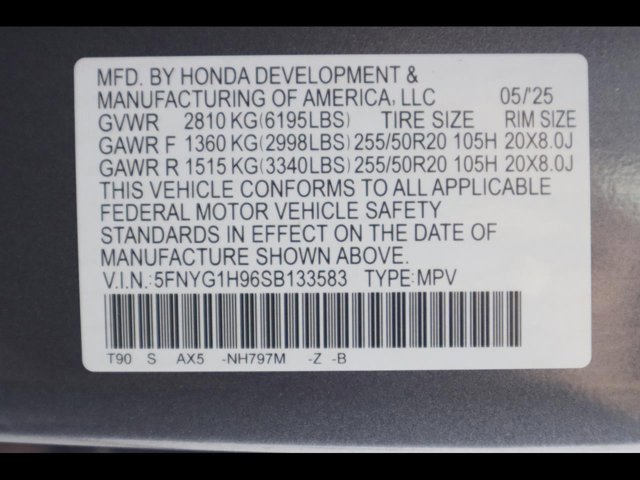 MFD. BY HONDA DEVELOPMENT &
MANUFACTURING OF AMERICA, LLC 05/'25
GVWR 2810 KG(6195LBS) TIRE SIZE RIM SIZE
GAWR F 1360 KG(2998LBS) 255/50R20 105H 20X8.0J
GAWR R 1515 KG(3340LBS) 255/50R20 105H 20X8.0J
THIS VEHICLE CONFORMS TO ALL APPLICABLE
FEDERAL MOTOR VEHICLE SAFETY
STANDARDS IN EFFECT ON THE DATE OF
MANUFACTURE SHOWN ABOVE.
V.I.N.:5FNYG1H96SB133583 TYPE:MPV
T90 S AX5 -NH797M -Z -B